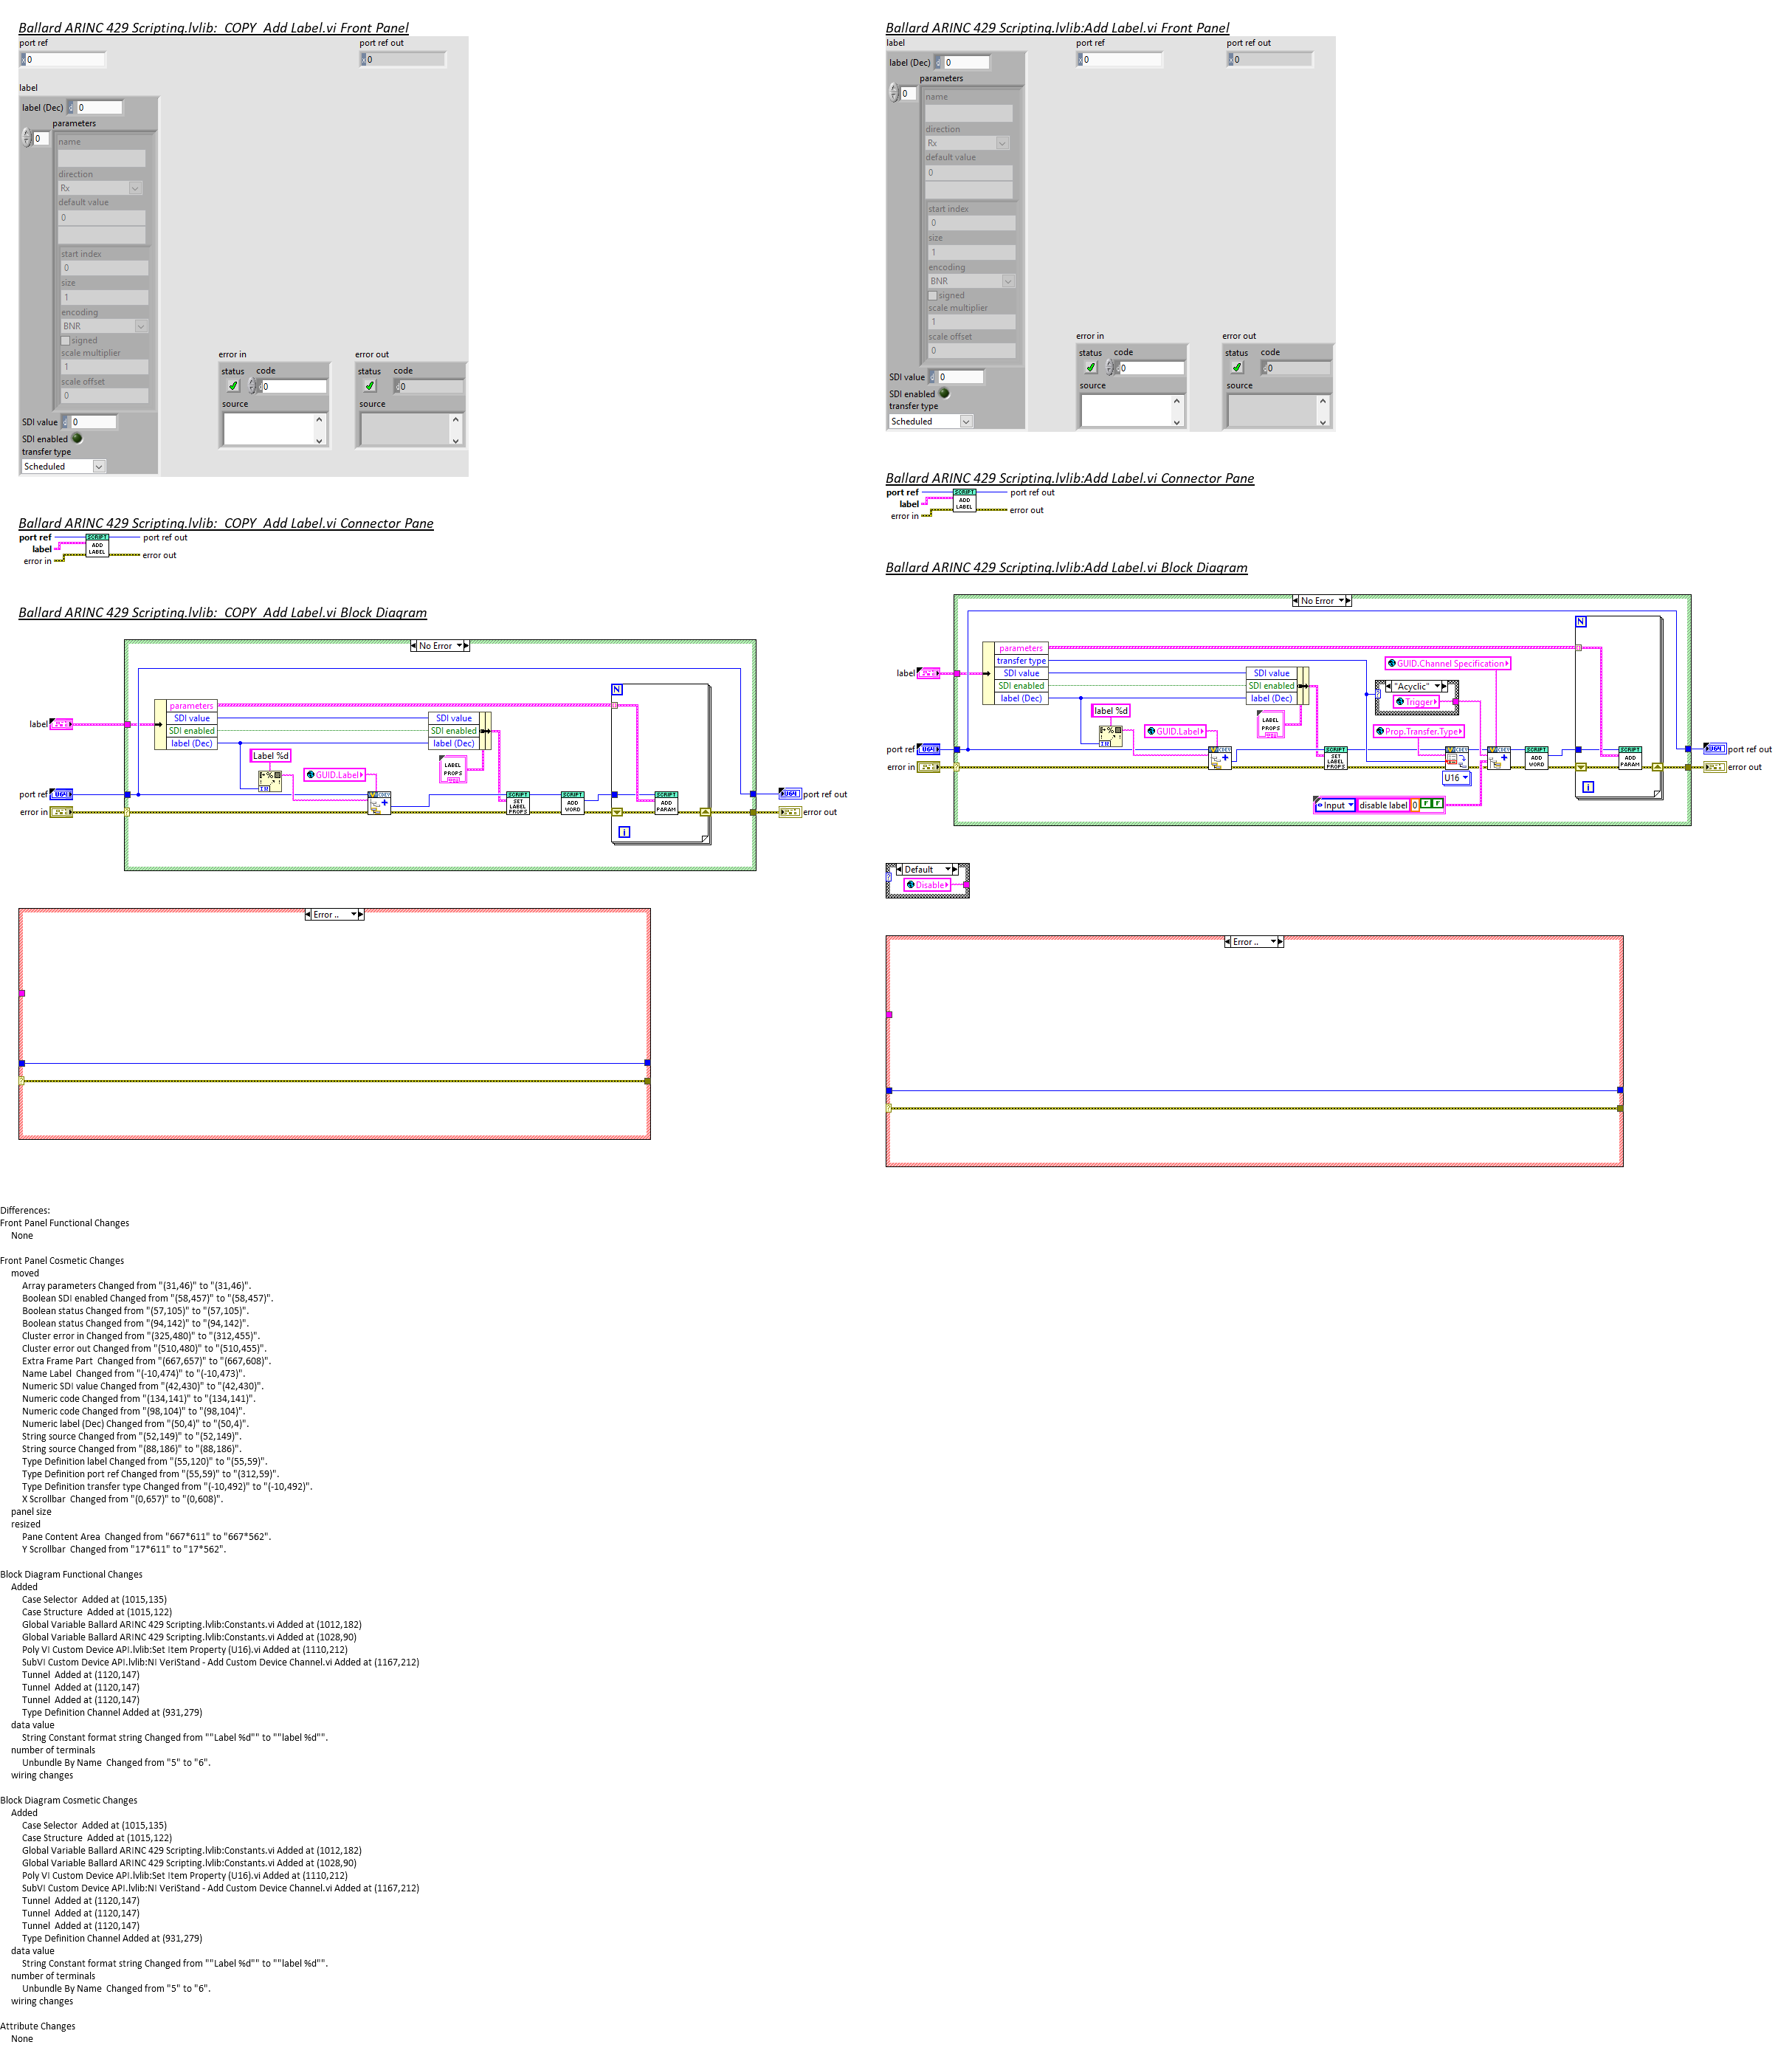 Ballard ARINC 429 Scripting.lvlib:  COPY  Add Label.vi Front Panel
port ref
port ref out
0
0
label
label (Dec)
0
parameters
0
name
direction
Rx
default value
0
start index
0
size
1
encoding
BNR
signed
scale multiplier
1
scale offset
0
SDI value
0
SDI enabled
transfer type
Scheduled
error in
status
code
0
source
error out
status
code
0
source
Ballard ARINC 429 Scripting.lvlib:  COPY  Add Label.vi Connector Pane
port ref
label
error in
SCRIPT
ADD
LABEL
port ref out
error out
Ballard ARINC 429 Scripting.lvlib:  COPY  Add Label.vi Block Diagram
No Error
label
parameters
SDI value
SDI enabled
label (Dec)
SDI value
SDI enabled
label (Dec)
Label %d
GUID.Label
LABEL
PROPS
N
port ref
error in
SCRIPT
SET
LABEL
PROPS
SCRIPT
ADD
WORD
SCRIPT
ADD
PARAM
i
port ref out
error out
Error ..
Ballard ARINC 429 Scripting.lvlib:Add Label.vi Front Panel
label
port ref
port ref out
label (Dec)
0
0
0
parameters
0
name
direction
Rx
default value
0
start index
0
size
1
encoding
BNR
signed
scale multiplier
1
scale offset
0
SDI value
0
SDI enabled
transfer type
Scheduled
error in
status
code
0
source
error out
status
code
0
source
Ballard ARINC 429 Scripting.lvlib:Add Label.vi Connector Pane
port ref
label
error in
SCRIPT
ADD
LABEL
port ref out
error out
Ballard ARINC 429 Scripting.lvlib:Add Label.vi Block Diagram
No Error
N
label
parameters
transfer type
SDI value
SDI enabled
label (Dec)
SDI value
SDI enabled
label (Dec)
GUID.Channel Specification
"Acyclic"
Trigger
label %d
GUID.Label
LABEL
PROPS
Prop.Transfer.Type
port ref
error in
SCRIPT
SET
LABEL
PROPS
U16
SCRIPT
ADD
WORD
SCRIPT
ADD
PARAM
i
port ref out
error out
Input
disable label
0
F
F
Default
Disable
Error ..
Differences:
Front Panel Functional Changes
None
Front Panel Cosmetic Changes
moved
Array parameters Changed from "(31,46)" to "(31,46)".
Boolean SDI enabled Changed from "(58,457)" to "(58,457)".
Boolean status Changed from "(57,105)" to "(57,105)".
Boolean status Changed from "(94,142)" to "(94,142)".
Cluster error in Changed from "(325,480)" to "(312,455)".
Cluster error out Changed from "(510,480)" to "(510,455)".
Extra Frame Part  Changed from "(667,657)" to "(667,608)".
Name Label  Changed from "(-10,474)" to "(-10,473)".
Numeric SDI value Changed from "(42,430)" to "(42,430)".
Numeric code Changed from "(134,141)" to "(134,141)".
Numeric code Changed from "(98,104)" to "(98,104)".
Numeric label (Dec) Changed from "(50,4)" to "(50,4)".
String source Changed from "(52,149)" to "(52,149)".
String source Changed from "(88,186)" to "(88,186)".
Type Definition label Changed from "(55,120)" to "(55,59)".
Type Definition port ref Changed from "(55,59)" to "(312,59)".
Type Definition transfer type Changed from "(-10,492)" to "(-10,492)".
X Scrollbar  Changed from "(0,657)" to "(0,608)".
panel size
resized
Pane Content Area  Changed from "667*611" to "667*562".
Y Scrollbar  Changed from "17*611" to "17*562".
Block Diagram Functional Changes
Added
Case Selector  Added at (1015,135)
Case Structure  Added at (1015,122)
Global Variable Ballard ARINC 429 Scripting.lvlib:Constants.vi Added at (1012,182)
Global Variable Ballard ARINC 429 Scripting.lvlib:Constants.vi Added at (1028,90)
Poly VI Custom Device API.lvlib:Set Item Property (U16).vi Added at (1110,212)
SubVI Custom Device API.lvlib:NI VeriStand - Add Custom Device Channel.vi Added at (1167,212)
Tunnel  Added at (1120,147)
Tunnel  Added at (1120,147)
Tunnel  Added at (1120,147)
Type Definition Channel Added at (931,279)
data value
String Constant format string Changed from ""Label %d"" to ""label %d"".
number of terminals
Unbundle By Name  Changed from "5" to "6".
wiring changes
Block Diagram Cosmetic Changes
Added
Case Selector  Added at (1015,135)
Case Structure  Added at (1015,122)
Global Variable Ballard ARINC 429 Scripting.lvlib:Constants.vi Added at (1012,182)
Global Variable Ballard ARINC 429 Scripting.lvlib:Constants.vi Added at (1028,90)
Poly VI Custom Device API.lvlib:Set Item Property (U16).vi Added at (1110,212)
SubVI Custom Device API.lvlib:NI VeriStand - Add Custom Device Channel.vi Added at (1167,212)
Tunnel  Added at (1120,147)
Tunnel  Added at (1120,147)
Tunnel  Added at (1120,147)
Type Definition Channel Added at (931,279)
data value
String Constant format string Changed from ""Label %d"" to ""label %d"".
number of terminals
Unbundle By Name  Changed from "5" to "6".
wiring changes
Attribute Changes
None